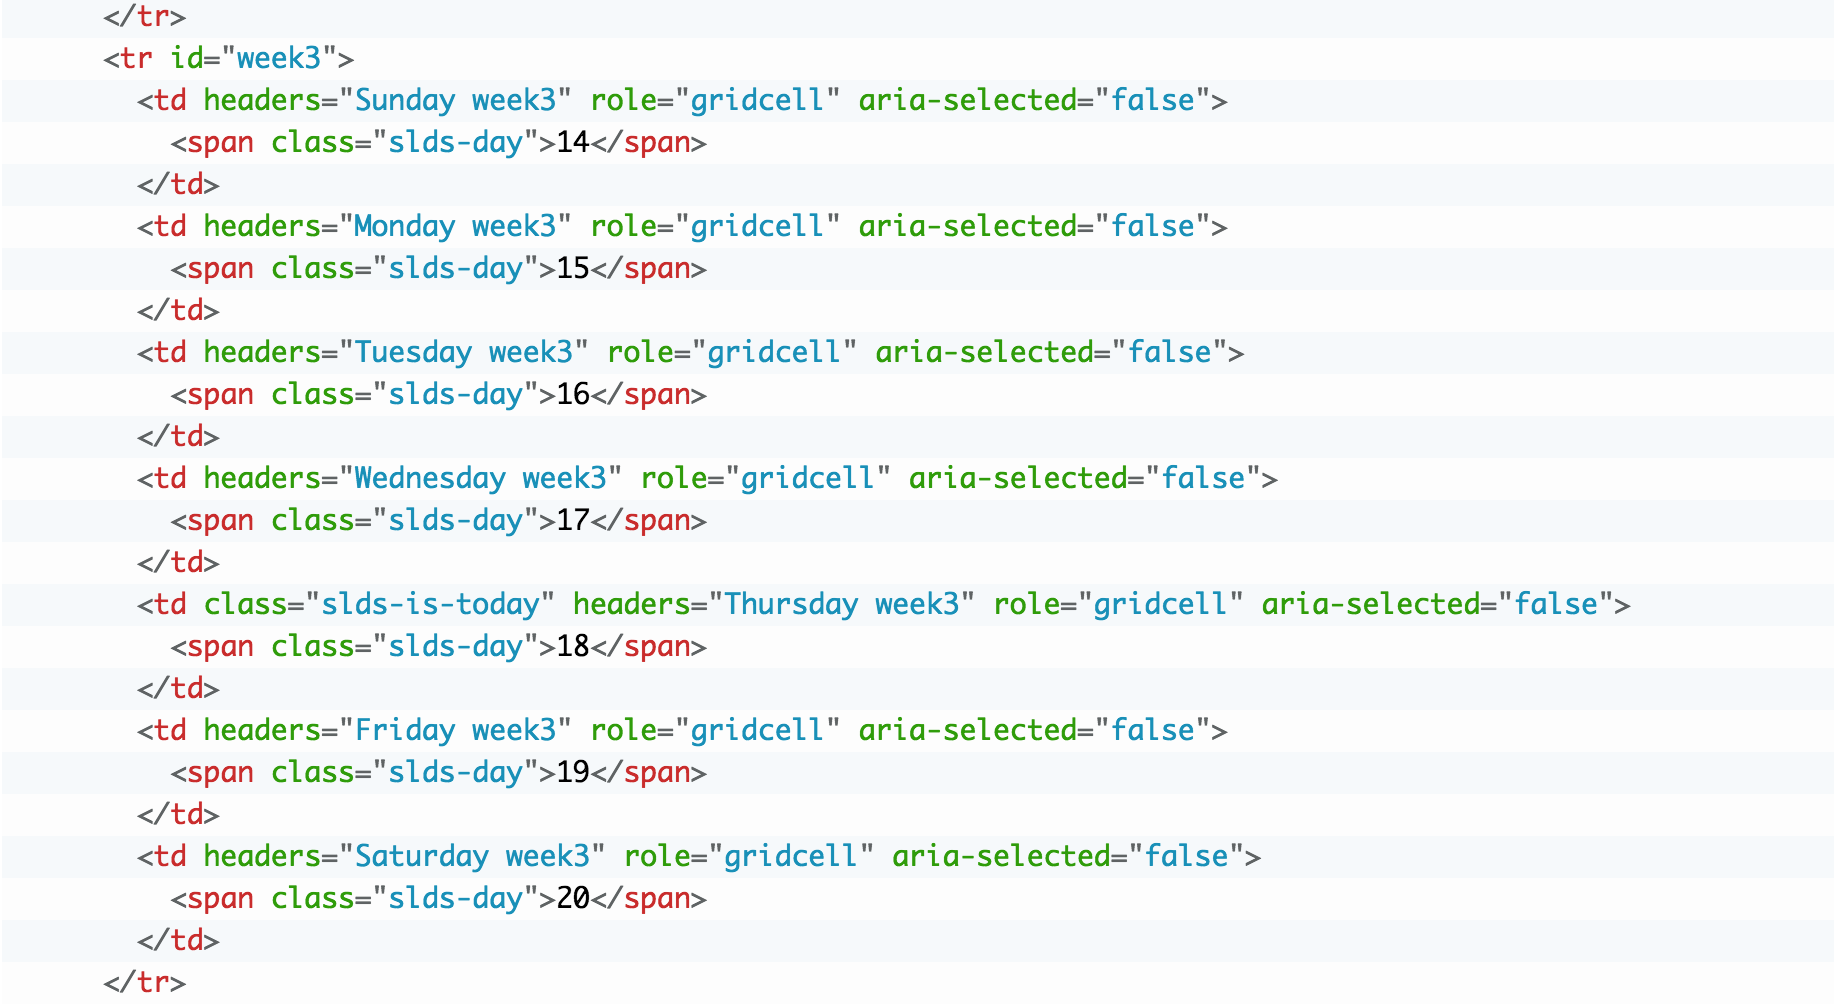 </tr>
<tr id="week3">
<td headers="Sunday week3" role="gridcell" aria-selected="false">
<span class="slds-day">14</span>
</td>
<td headers="Monday week3" role="gridcell" aria-selected="false">
<span class="slds-day">15</span>
</td>
<td headers="Tuesday week3" role="gridcell" aria-selected="false">
<span class="slds-day">16</span>
</td>
<td headers="Wednesday week3" role="gridcell" aria-selected="false">
<span class="slds-day">17</span>
</td>
<td class="slds-is-today" headers="Thursday week3" role="gridcell" aria-selected="false">
<span class="slds-day">18</span>
</td>
<td headers="Friday week3" role="gridcell" aria-selected="false">
<span class="slds-day">19</span>
</td>
<td headers="Saturday week3" role="gridcell" aria-selected="false">
<span class="slds-day">20</span>
</td>
</tr>